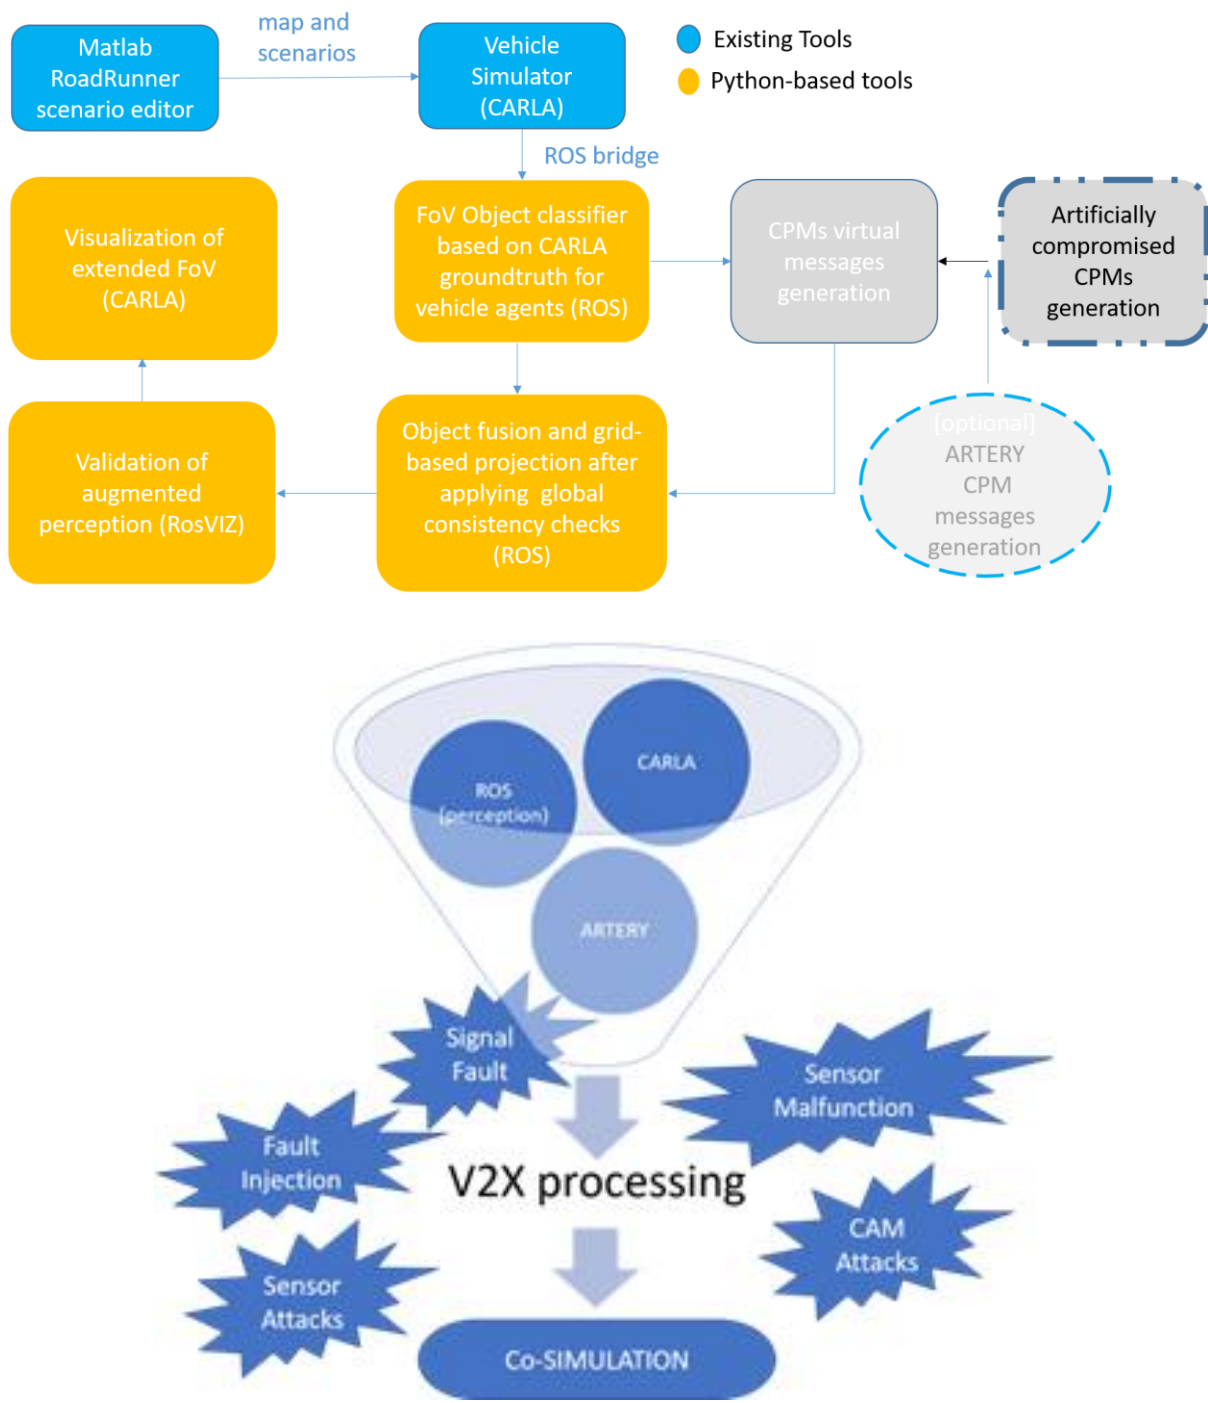 Matlab
RoadRunner
scenario editor
map and
scenarios
Vehicle
Simulator
(CARLA)
Existing Tools
Python-based tools
ROS bridge
Visualization of
extended FoV
(CARLA)
FoV Object classifier
based on CARLA
groundtruth for
vehicle agents (ROS)
CPMs virtual
messages
generation
Artificially
compromised
CPMs
generation
Validation of
augmented
perception (RosVIZ)
Object fusion and grid-
based projection after
applying global
consistency checks
(ROS)
[optional]
ARTERY
CPM
messages
generation
CARLA
ROS
(perception)
ARTERY
Signal
Fault
Sensor
Malfunction
Fault
Injection
V2X processing
CAM
Attacks
Sensor
Attacks
Co-SIMULATION